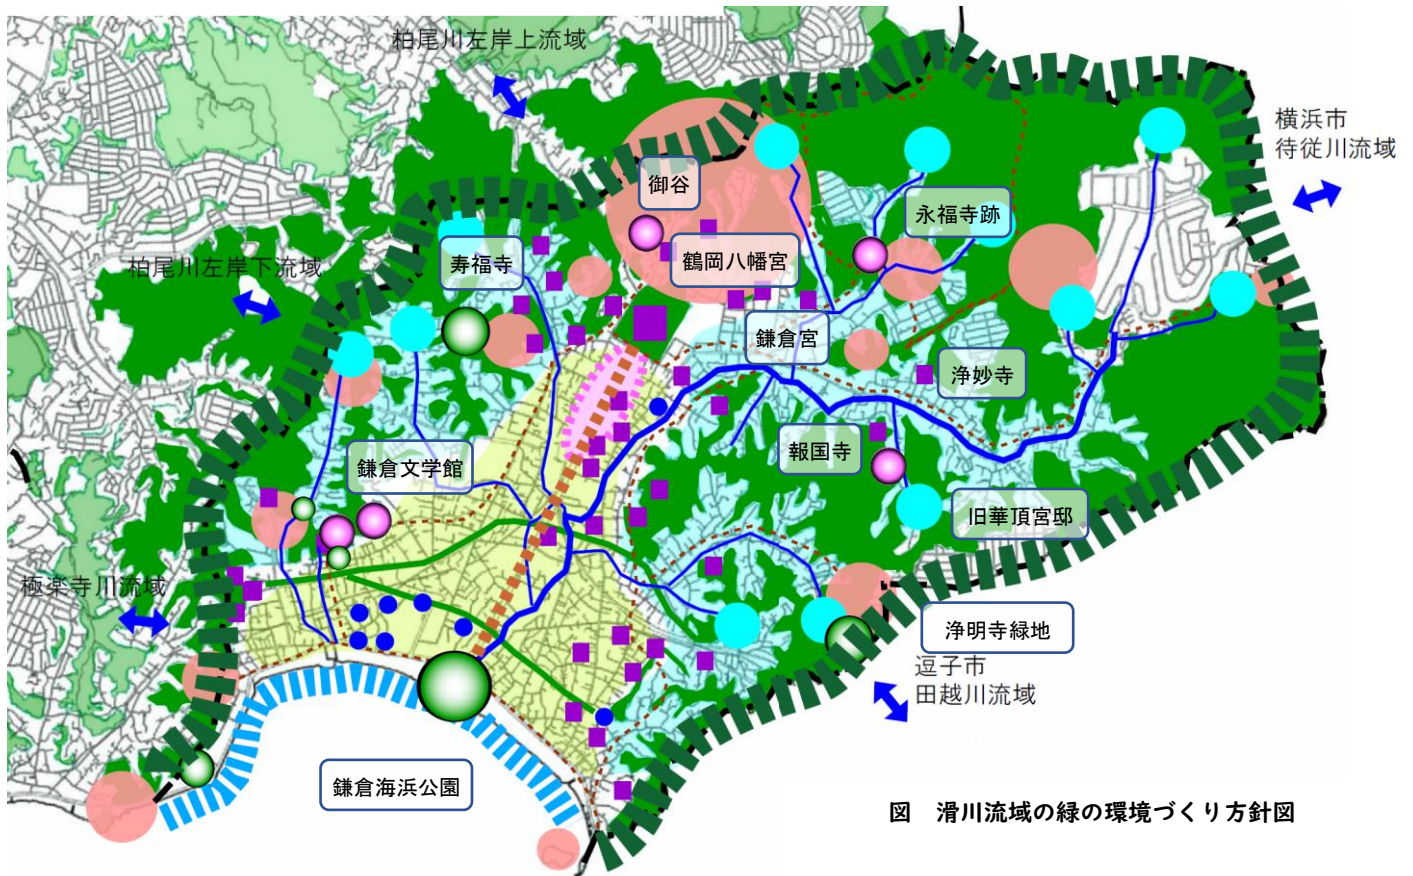 柏尾川左岸上流域
横浜市
待従川流域
御谷
永福寺跡
寿福寺
鶴岡八幡宮
柏尾川左岸下流域
鎌倉宮
浄妙寺
報国寺
鎌倉文学館
旧華頂宮邸
極楽寺川流域
浄明寺緑地
逗子市
田越川流域
鎌倉海浜公園
図　滑川流域の緑の環境づくり方針図